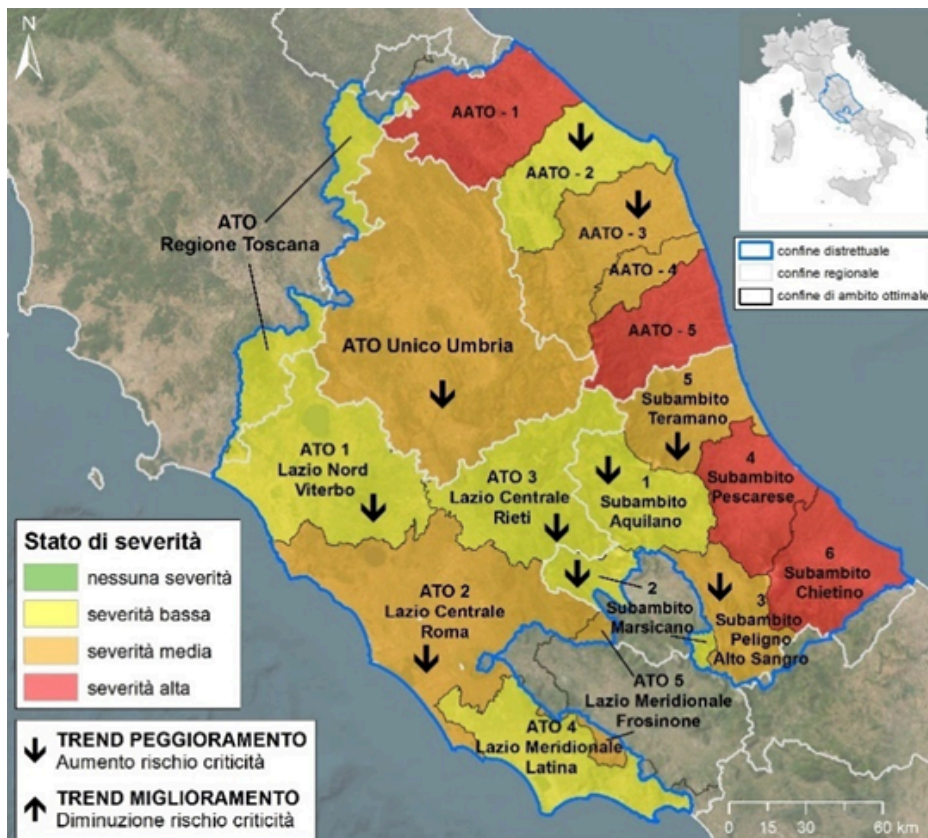 N
AATO - 1
AATO - 2
AATO - 3
AATO - 4
AATO - 5
ATO
Regione Toscana
ATO Unico Umbria
5
Subambito
Teramano
ATO 1
Lazio Nord
Viterbo
ATO 3
Lazio Centrale
Rieti
1
Subambito
Aquilano
4
Subambito
Pescarese
6
Subambito
Chietino
ATO 2
Lazio Centrale
Roma
2
Subambito
Marsicano
3
Subambito
Peligno
Alto Sangro
ATO 5
Lazio Meridionale
Frosinone
ATO 4
Lazio Meridionale
Latina
confine distrettuale
confine regionale
confine di ambito ottimale
Stato di severità
nessuna severità
severità bassa
severità media
severità alta
TREND PEGGIORAMENTO
Aumento rischio criticità
TREND MIGLIORAMENTO
Diminuzione rischio criticità
0 15 30 60 km